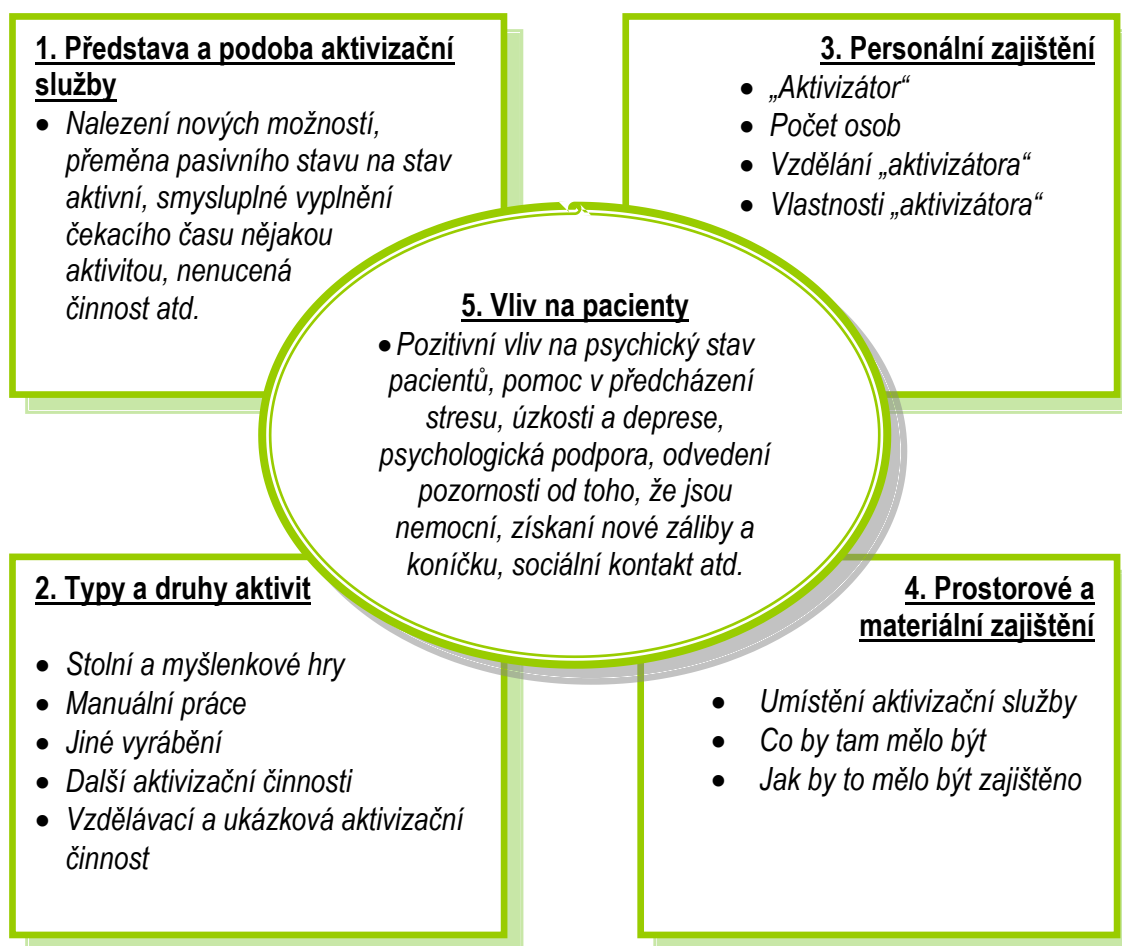 1. Představa a podoba aktivizační
služby
• Nalezení nových možností,
přeměna pasivního stavu na stav
aktivní, smysluplné vyplnění
čekacího času nějakou
aktivitou, nenucená
činnost atd.
3. Personální zajištění
• „Aktivizátor“
• Počet osob
• Vzdělání „aktivizátora“
• Vlastnosti „aktivizátora“
5. Vliv na pacienty
• Pozitivní vliv na psychický stav
pacientů, pomoc v předcházení
stresu, úzkosti a deprese,
psychologická podpora, odvedení
pozornosti od toho, že jsou
nemocní, získaní nové záliby a
koníčku, sociální kontakt atd.
2. Typy a druhy aktivit
• Stolní a myšlenkové hry
• Manuální práce
• Jiné vyrábění
• Další aktivizační činnosti
• Vzdělávací a ukázková aktivizační
činnost
4. Prostorové a
materiální zajištění
• Umístění aktivizační služby
• Co by tam mělo být
• Jak by to mělo být zajištěno